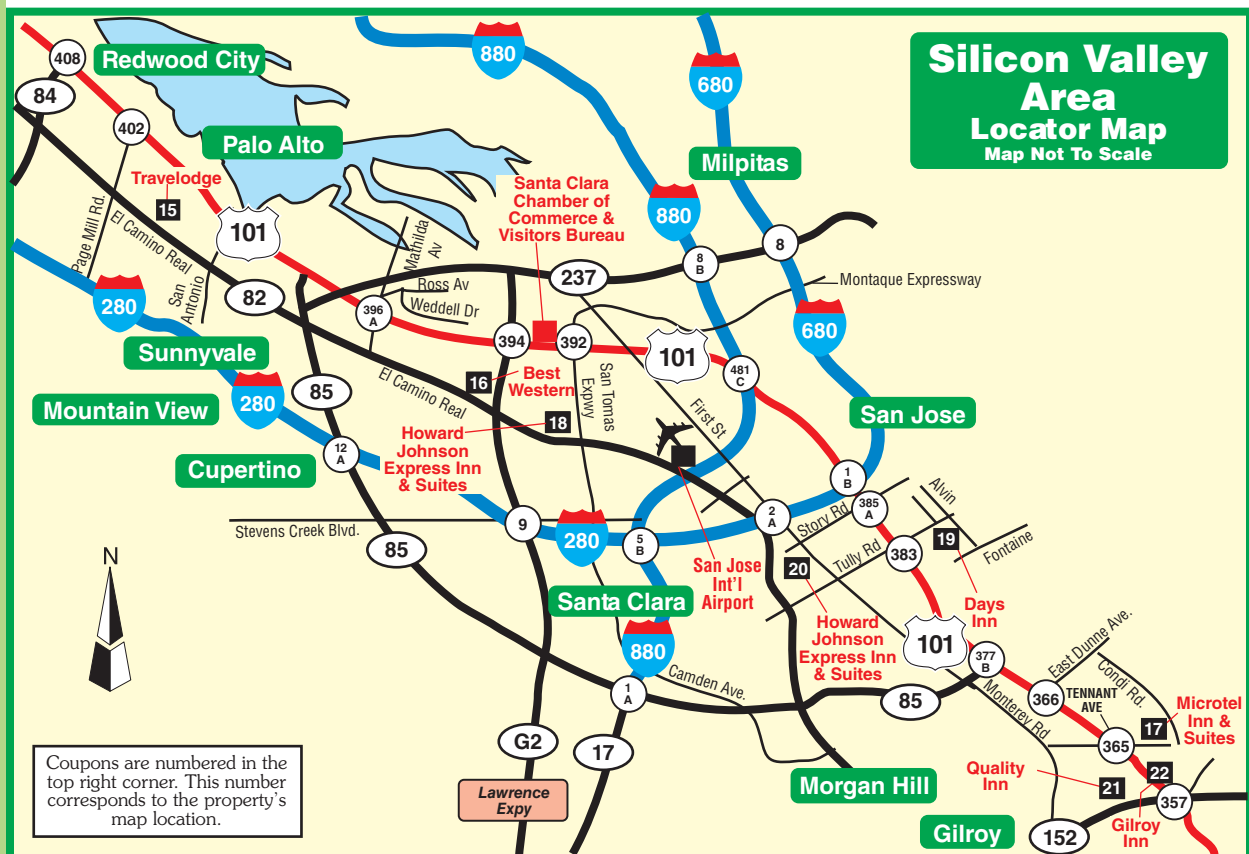 Silicon Valley
Area
Locator Map
Map Not To Scale
408
Redwood City
84
402
Palo Alto
880
680
Milpitas
Travelodge
15
Page Mill Rd.
El Camino Real
101
San
Antonio
82
280
Santa Clara
Chamber of
Commerce &
Visitors Bureau
880
8
B
8
Mathilda
Av
237
Ross Av
Weddell Dr
Montaque Expressway
396
A
394
392
101
680
Sunnyvale
481
C
16
Best
Western
San Tomas
Expwy
El Camino Real
85
280
Mountain View
18
First St
San Jose
Howard
Johnson
Express Inn
& Suites
12
A
Cupertino
1
B
385
A
Alvin
Stevens Creek Blvd.
9
280
5
B
2
A
Story Rd
383
19
Fontaine
85
Tully Rd
N
San Jose
Int'l
Airport
20
Santa Clara
Days
Inn
Howard
Johnson
Express Inn
& Suites
101
880
377
B
East Dunne Ave.
Condi Rd.
1
A
Camden Ave.
85
Monterey Rd
366
TENNANT
AVE
Microtel
Inn &
Suites
17
365
G2
17
Quality
Inn
21
22
Morgan Hill
357
Lawrence
Expy
Gilroy
152
Gilroy
Inn
Coupons are numbered in the
top right corner. This number
corresponds to the property's
map location.